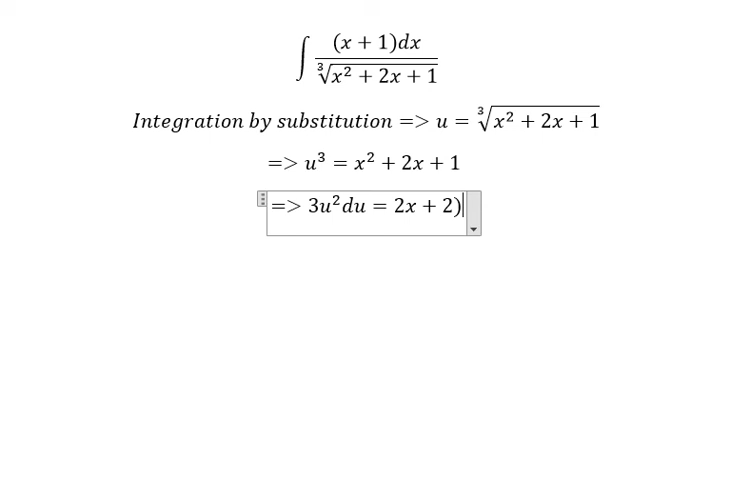 ∫ (x + 1)dx / ∛(x² + 2x + 1)
Integration by substitution => u = ∛(x² + 2x + 1)
=> u³ = x² + 2x + 1
=> 3u²du = 2x + 2)